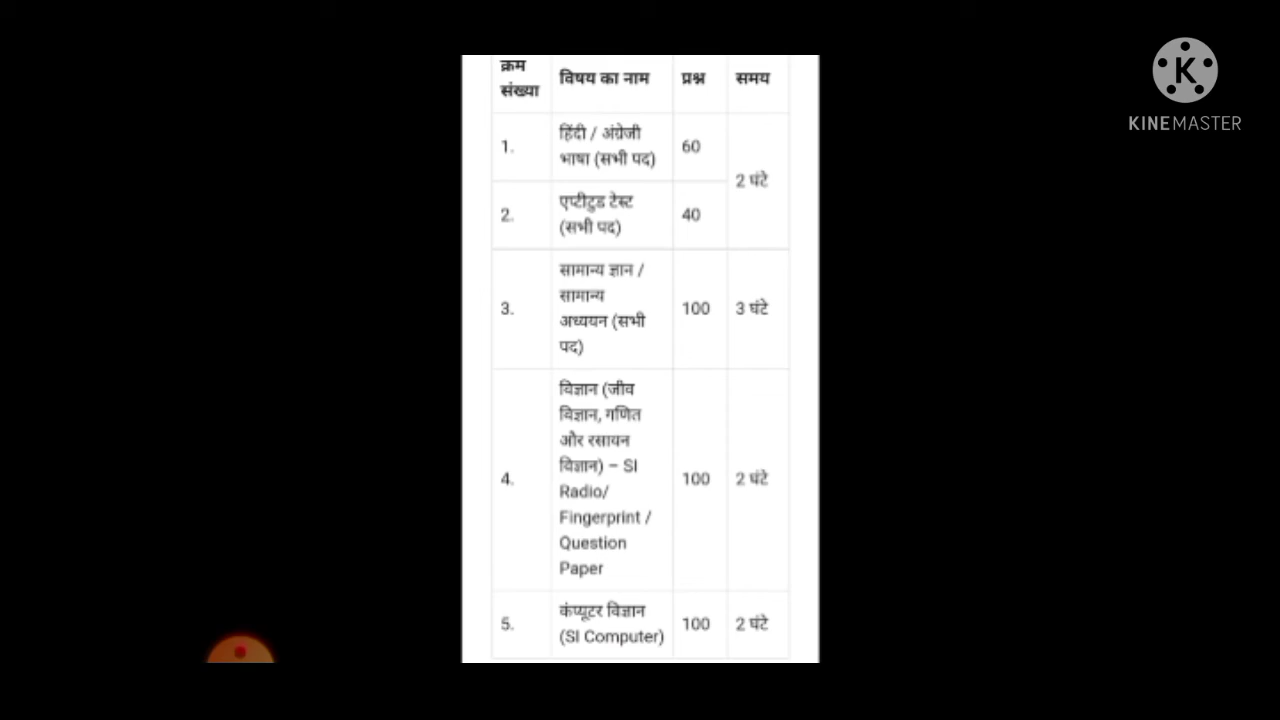 क्रम
संख्या
विषय का नाम
प्रश्न
समय
1.
हिंदी / अंग्रेजी
भाषा (सभी पद)
60
2 घंटे
2.
एप्टीटुड टेस्ट
(सभी पद)
40
3.
सामान्य ज्ञान /
सामान्य
अध्ययन (सभी
पद)
100
3 घंटे
4.
विज्ञान (जीव
विज्ञान, गणित
और रसायन
विज्ञान) – SI
Radio/
Fingerprint /
Question
Paper
100
2 घंटे
5.
कंप्यूटर विज्ञान
(SI Computer)
100
2 घंटे
K
KINEMASTER